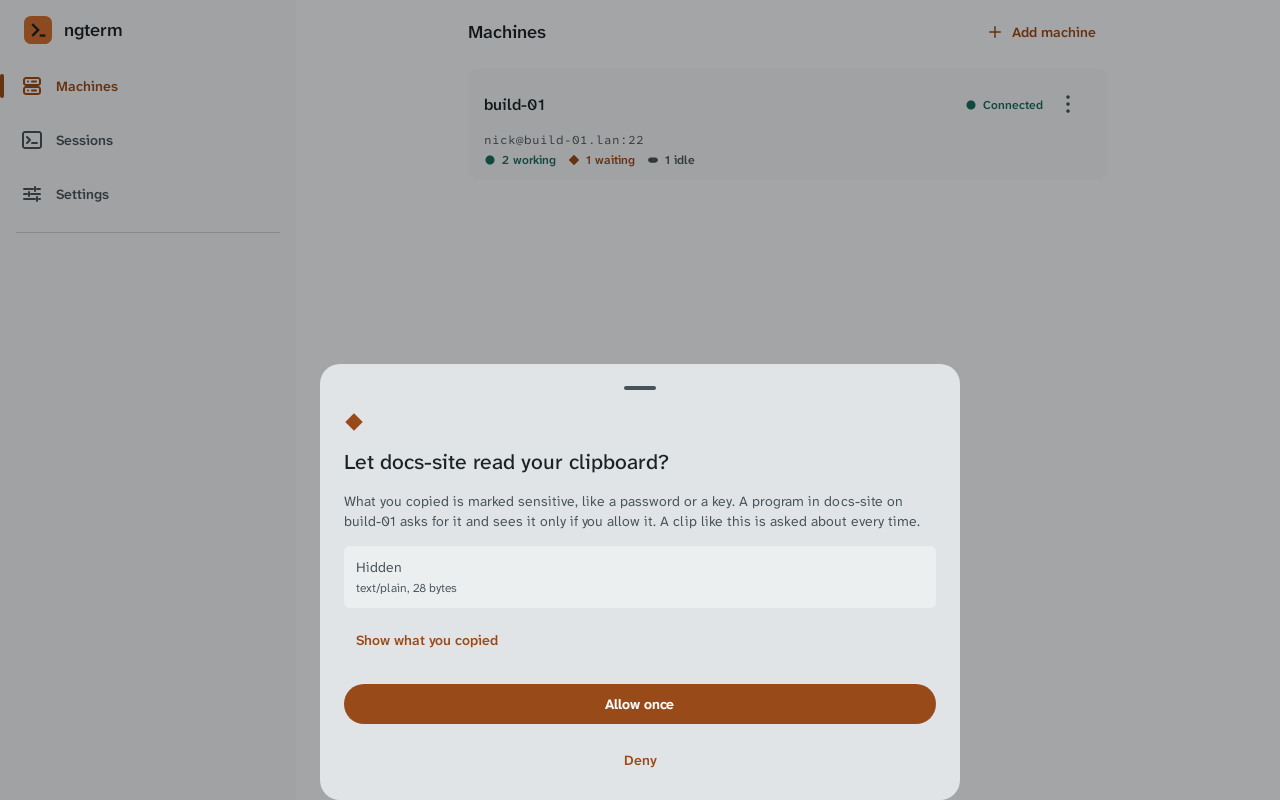 ngterm
Machines
Sessions
Settings
Machines
Add machine
build-01
Connected
nick@build-01.lan:22
2 working
1 waiting
1 idle
Let docs-site read your clipboard?
What you copied is marked sensitive, like a password or a key. A program in docs-site on
build-01 asks for it and sees it only if you allow it. A clip like this is asked about every time.
Hidden
text/plain, 28 bytes
Show what you copied
Allow once
Deny